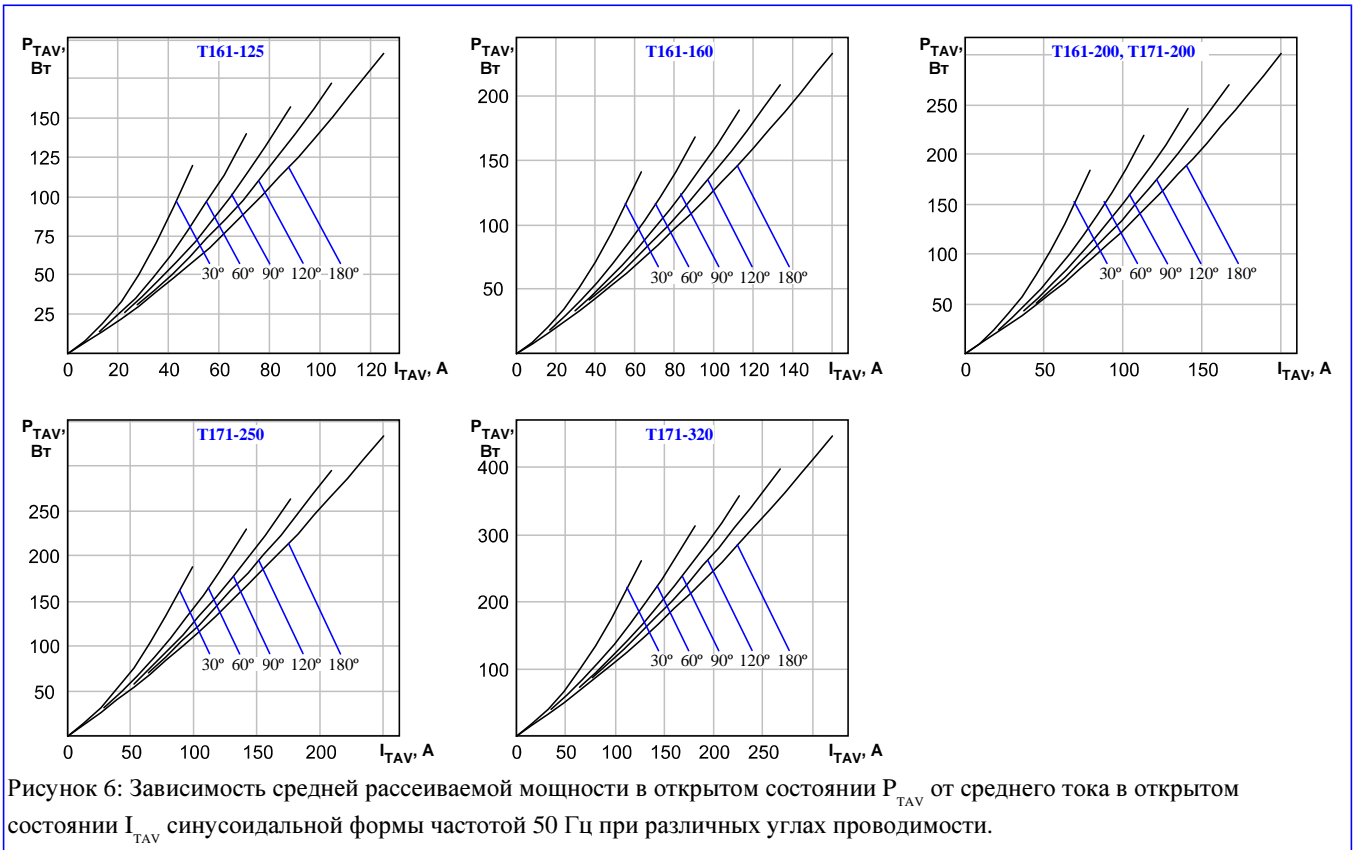 P_TAV, Вт
T161-125
150
125
100
75
50
25
30º 60º 90º 120º 180º
0 20 40 60 80 100 120 I_TAV, А
P_TAV, Вт
T161-160
200
150
100
50
30º 60º 90º 120º 180º
0 20 40 60 80 100 120 140 I_TAV, А
P_TAV, Вт
T161-200, T171-200
250
200
150
100
50
30º 60º 90º 120º 180º
0 50 100 150 I_TAV, А
P_TAV, Вт
T171-250
250
200
150
100
50
30º 60º 90º 120º 180º
0 50 100 150 200 I_TAV, А
P_TAV, Вт
T171-320
400
300
200
100
30º 60º 90º 120º 180º
0 50 100 150 200 250 I_TAV, А
Рисунок 6: Зависимость средней рассеиваемой мощности в открытом состоянии P_TAV от среднего тока в открытом
состоянии I_TAV синусоидальной формы частотой 50 Гц при различных углах проводимости.